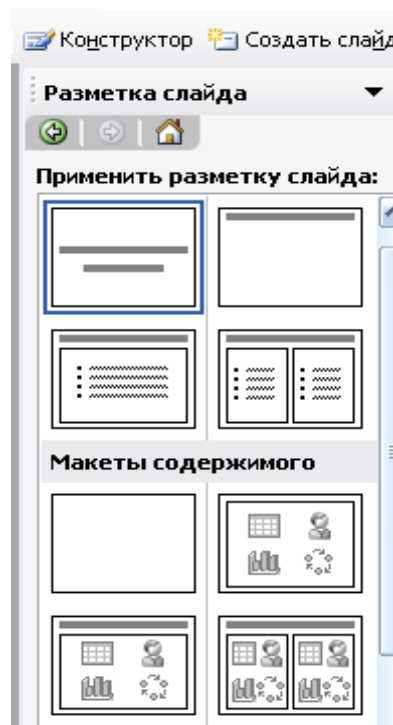 Конструктор Создать слайд
Разметка слайда
Применить разметку слайда:
Макеты содержимого